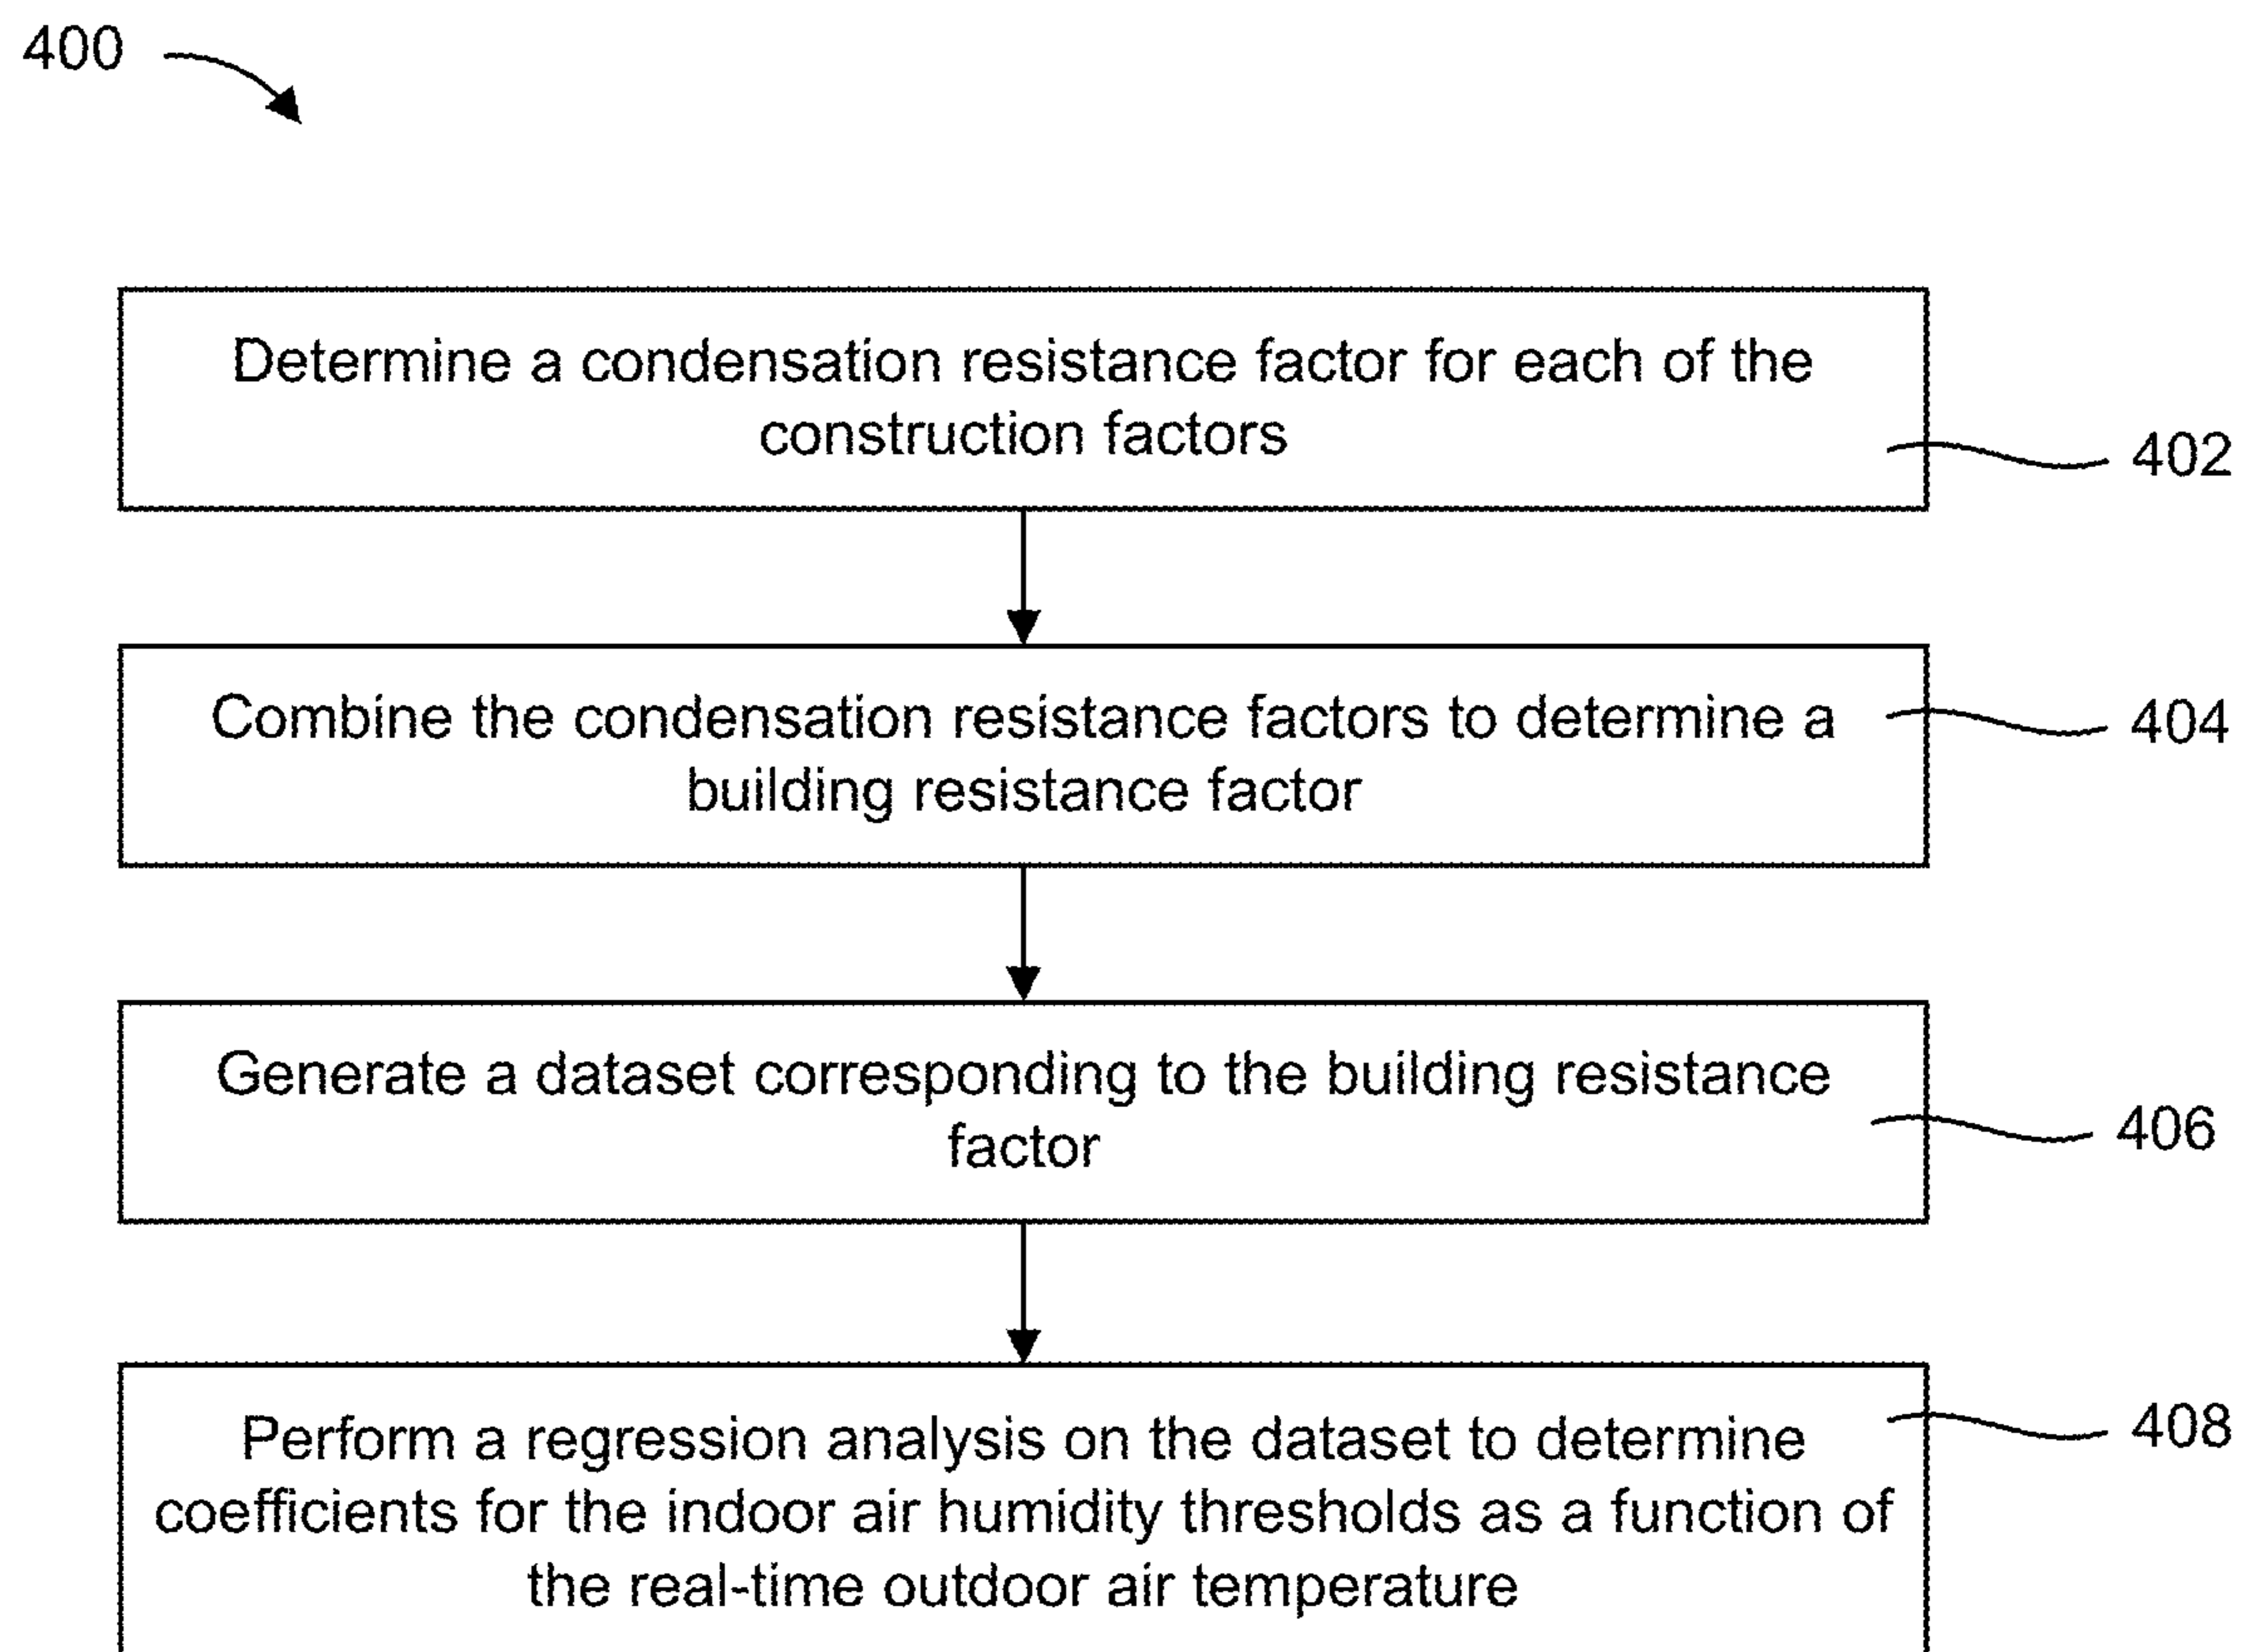 400
Determine a condensation resistance factor for each of the
construction factors
402
Combine the condensation resistance factors to determine a
building resistance factor
404
Generate a dataset corresponding to the building resistance
factor
406
Perform a regression analysis on the dataset to determine
coefficients for the indoor air humidity thresholds as a function of
the real-time outdoor air temperature
408